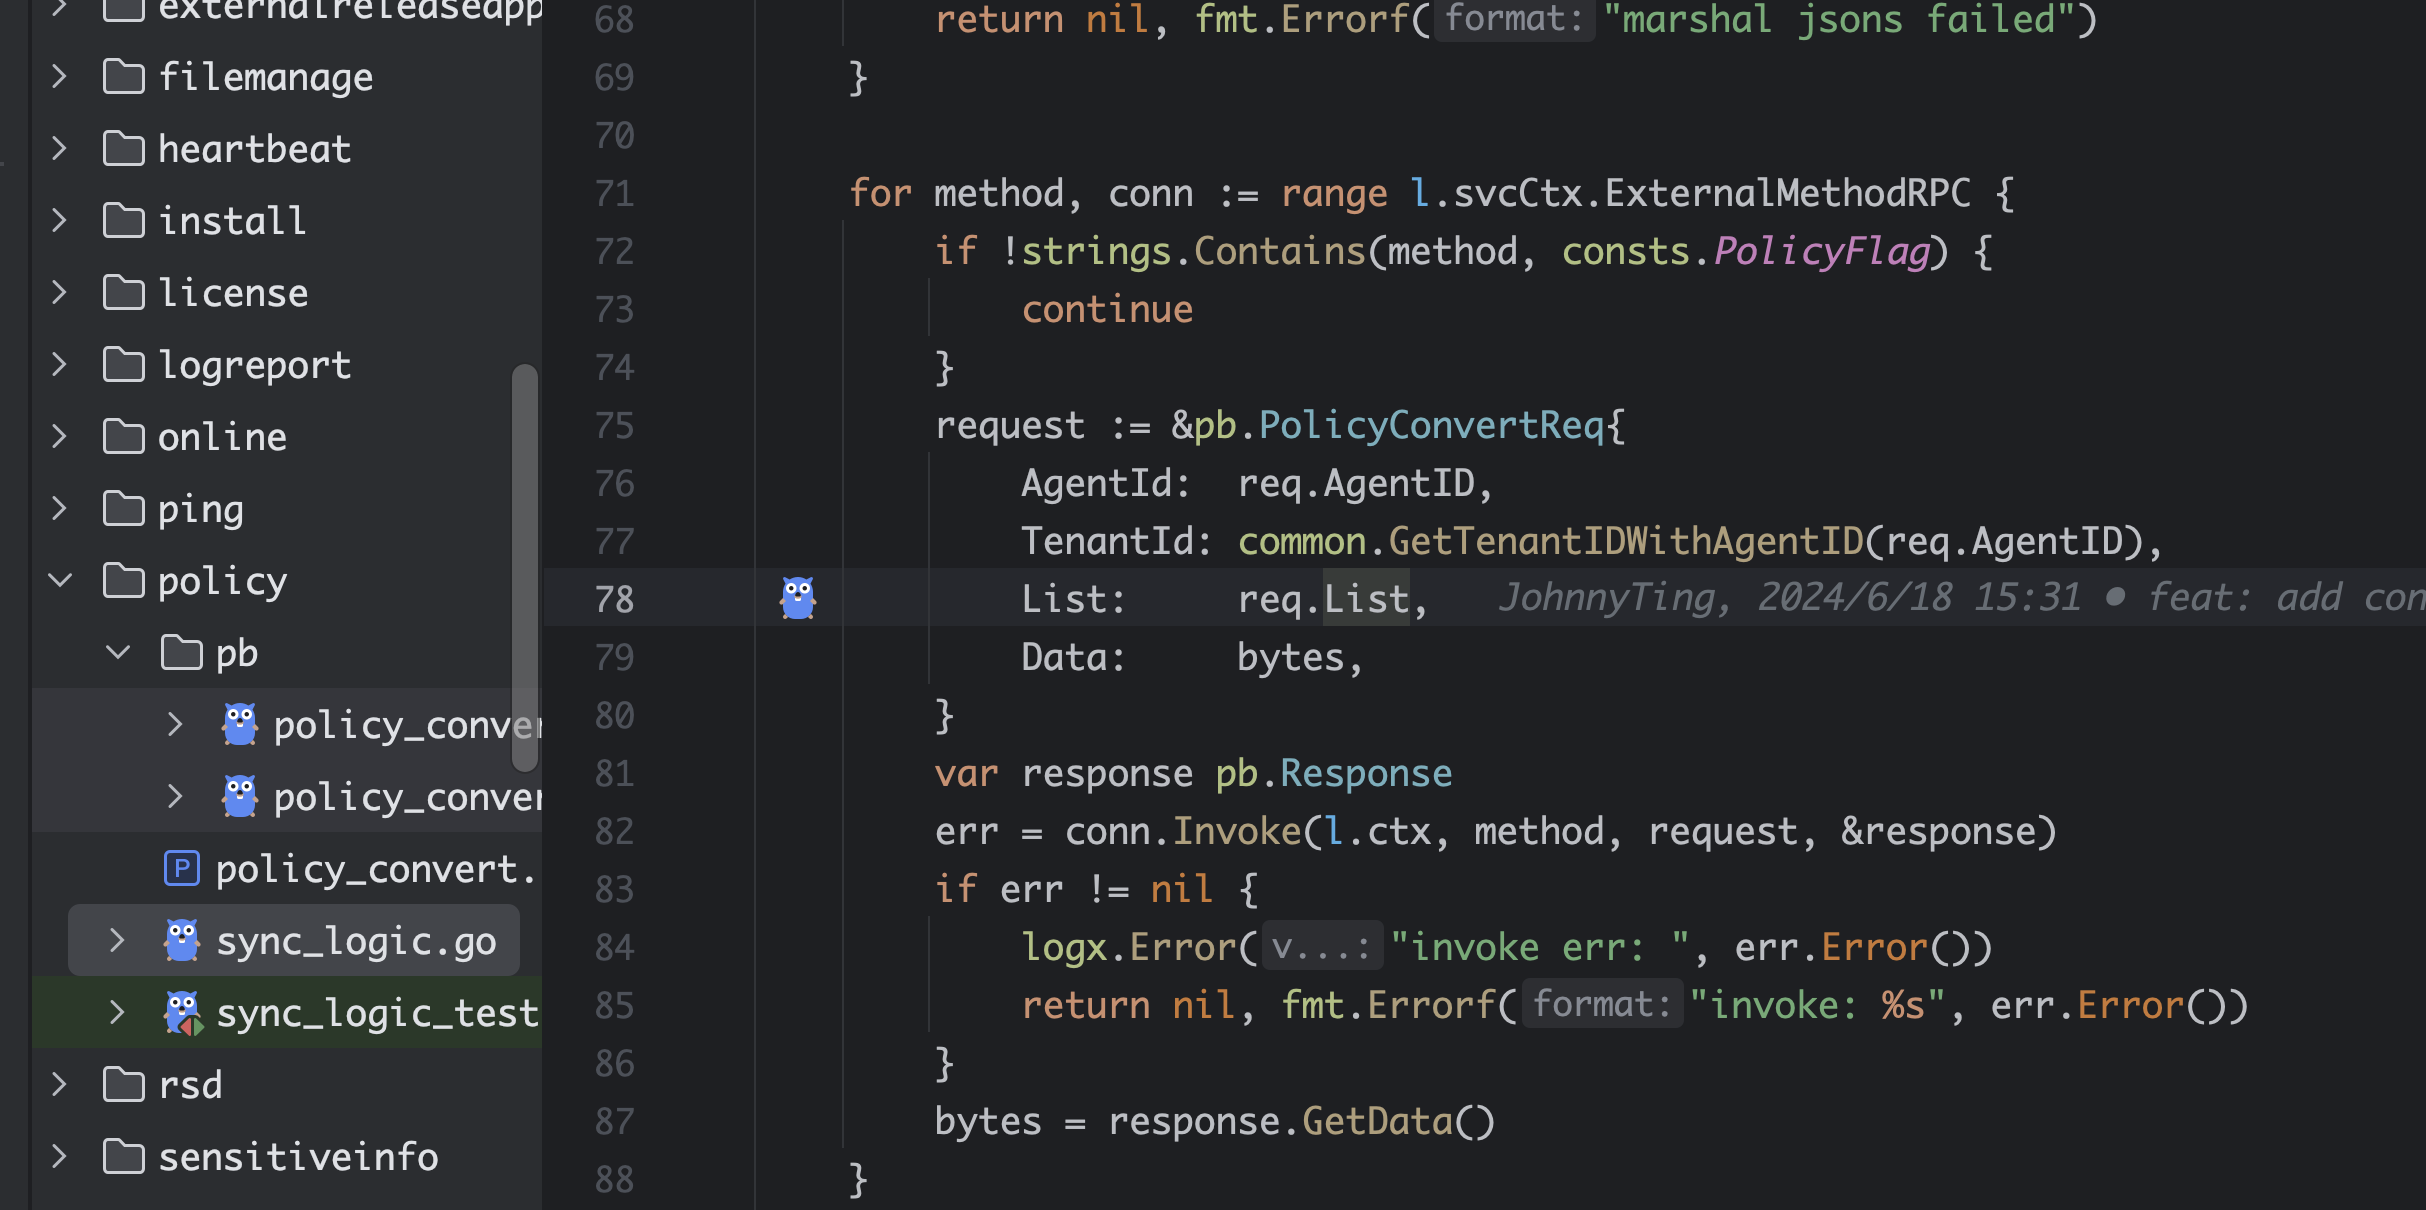 externalreleaseapp
filemanage
heartbeat
install
license
logreport
online
ping
policy
pb
policy_conver
policy_conver
policy_convert.
sync_logic.go
sync_logic_test
rsd
sensitiveinfo
68 return nil, fmt.Errorf( format: "marshal jsons failed")
69 }
70
71 for method, conn := range l.svcCtx.ExternalMethodRPC {
72 if !strings.Contains(method, consts.PolicyFlag) {
73 continue
74 }
75 request := &pb.PolicyConvertReq{
76 AgentId: req.AgentID,
77 TenantId: common.GetTenantIDWithAgentID(req.AgentID),
78 List: req.List, JohnnyTing, 2024/6/18 15:31 • feat: add con
79 Data: bytes,
80 }
81 var response pb.Response
82 err = conn.Invoke(l.ctx, method, request, &response)
83 if err != nil {
84 logx.Error( v...: "invoke err: ", err.Error())
85 return nil, fmt.Errorf( format: "invoke: %s", err.Error())
86 }
87 bytes = response.GetData()
88 }